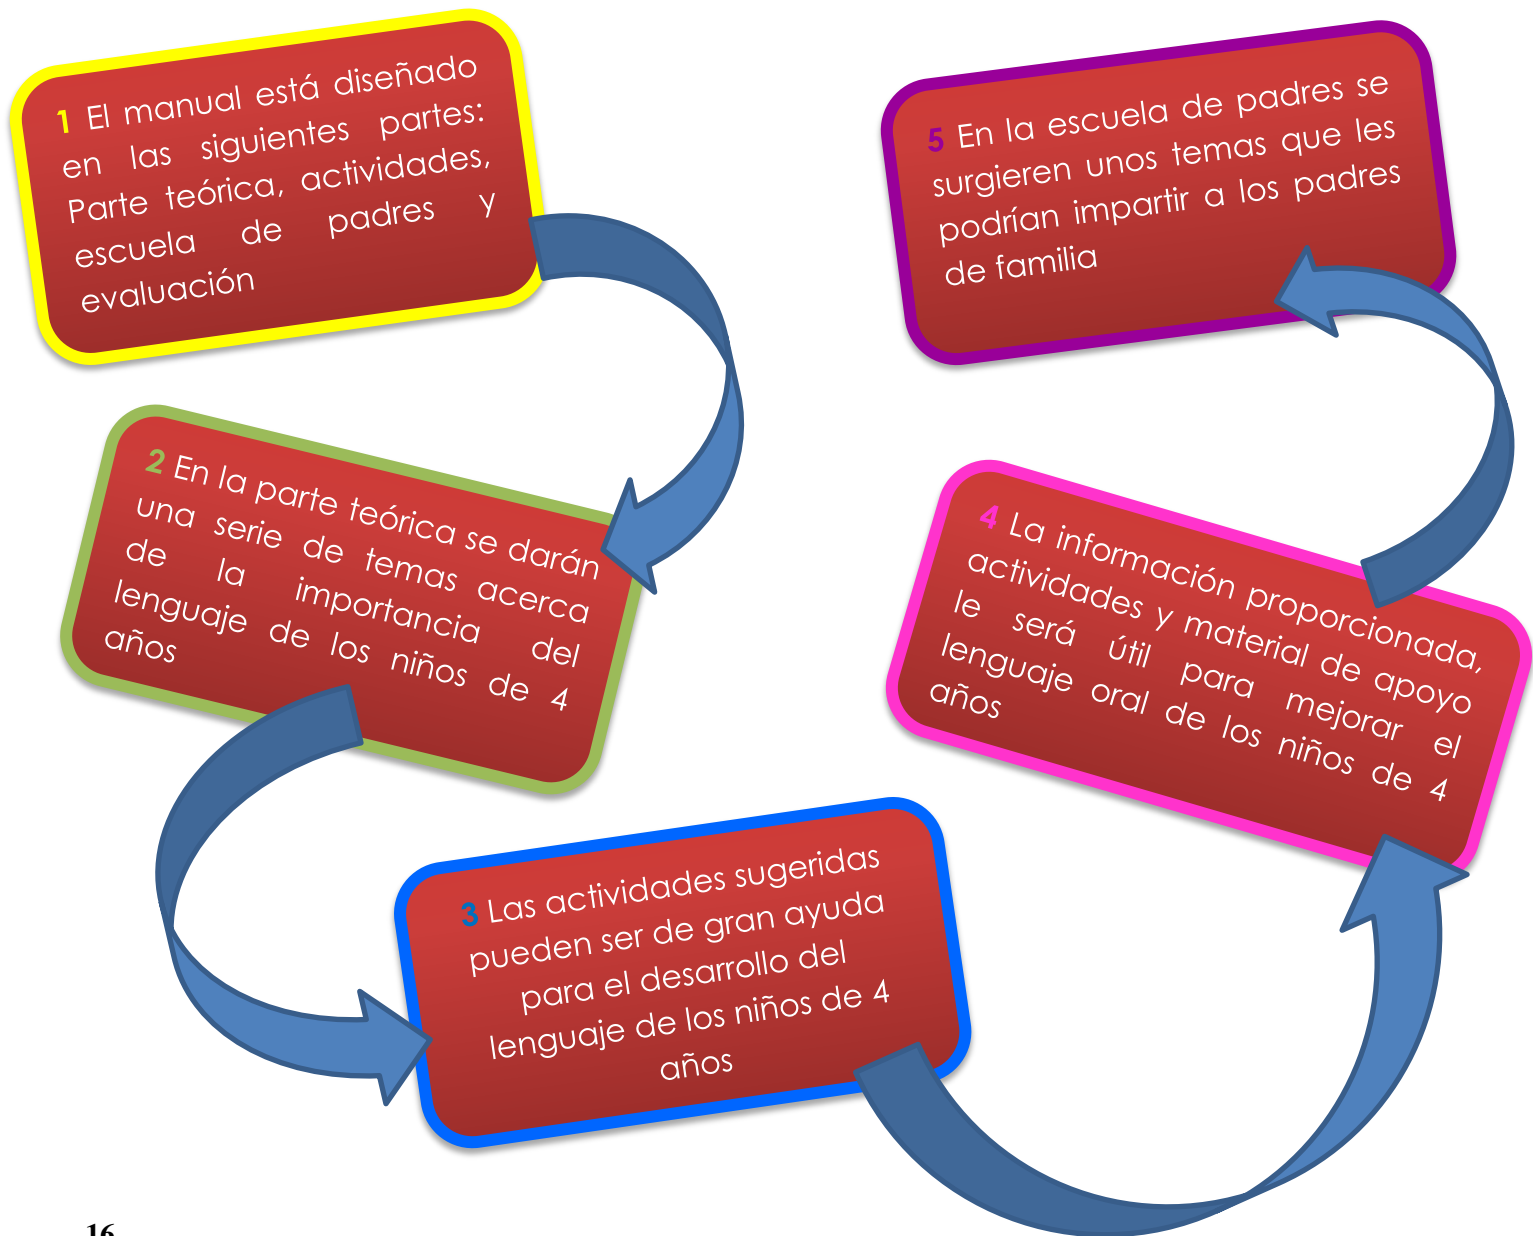 1 El manual está diseñado
en las siguientes partes:
Parte teórica, actividades,
escuela de padres y
evaluación
2 En la parte teórica se darán
una serie de temas acerca
de la importancia del
lenguaje de los niños de 4
años
3 Las actividades sugeridas
pueden ser de gran ayuda
para el desarrollo del
lenguaje de los niños de 4
años
4 La información proporcionada,
actividades y material de apoyo
le será útil para mejorar el
lenguaje oral de los niños de 4
años
5 En la escuela de padres se
surgieren unos temas que les
podrían impartir a los padres
de familia
16